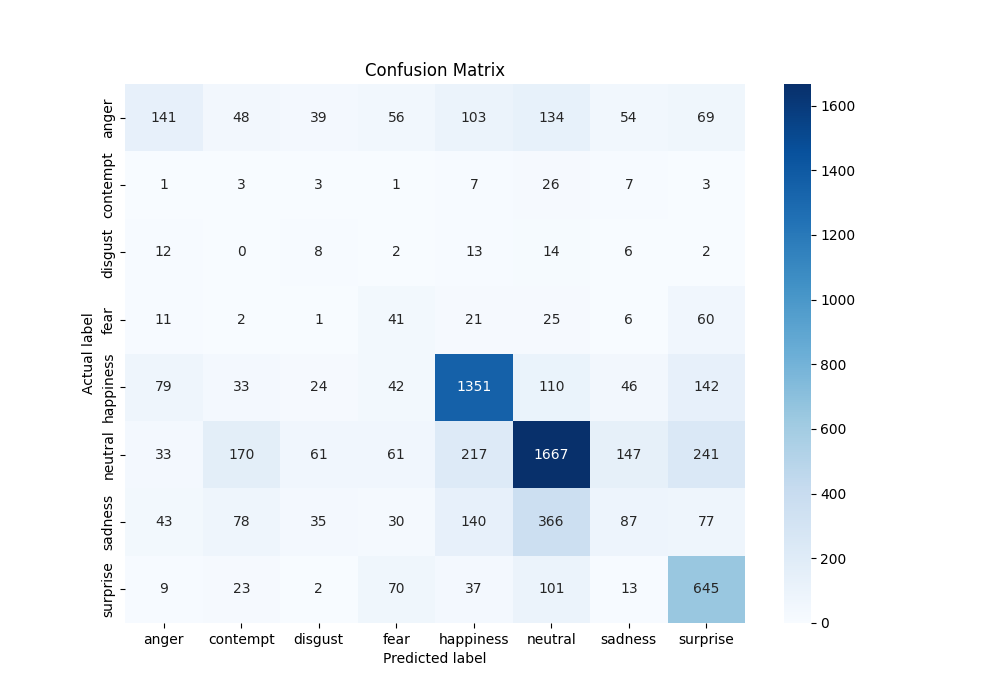 Confusion Matrix
Actual label
anger 141 48 39 56 103 134 54 69
contempt 1 3 3 1 7 26 7 3
disgust 12 0 8 2 13 14 6 2
fear 11 2 1 41 21 25 6 60
happiness 79 33 24 42 1351 110 46 142
neutral 33 170 61 61 217 1667 147 241
sadness 43 78 35 30 140 366 87 77
surprise 9 23 2 70 37 101 13 645
anger contempt disgust fear happiness neutral sadness surprise
Predicted label
1600
1400
1200
1000
800
600
400
200
0